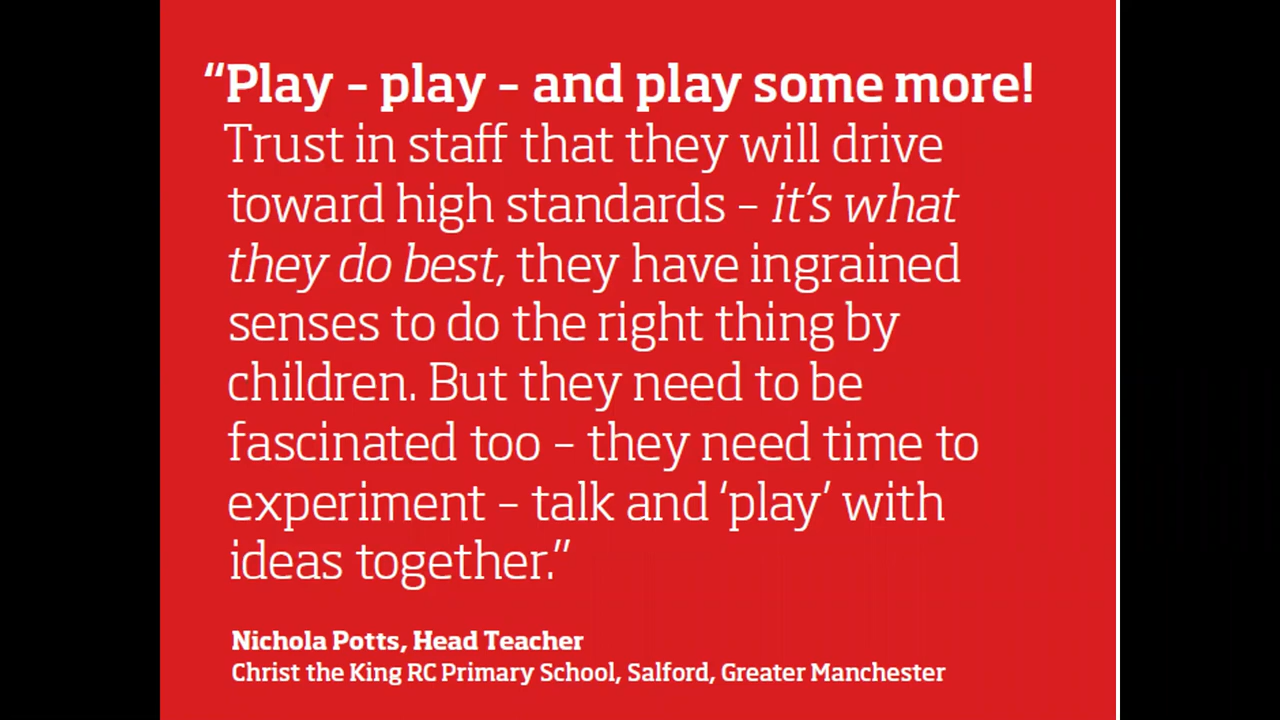 “Play – play – and play some more!
Trust in staff that they will drive
toward high standards – it’s what
they do best, they have ingrained
senses to do the right thing by
children. But they need to be
fascinated too – they need time to
experiment – talk and ‘play’ with
ideas together.”
Nichola Potts, Head Teacher
Christ the King RC Primary School, Salford, Greater Manchester